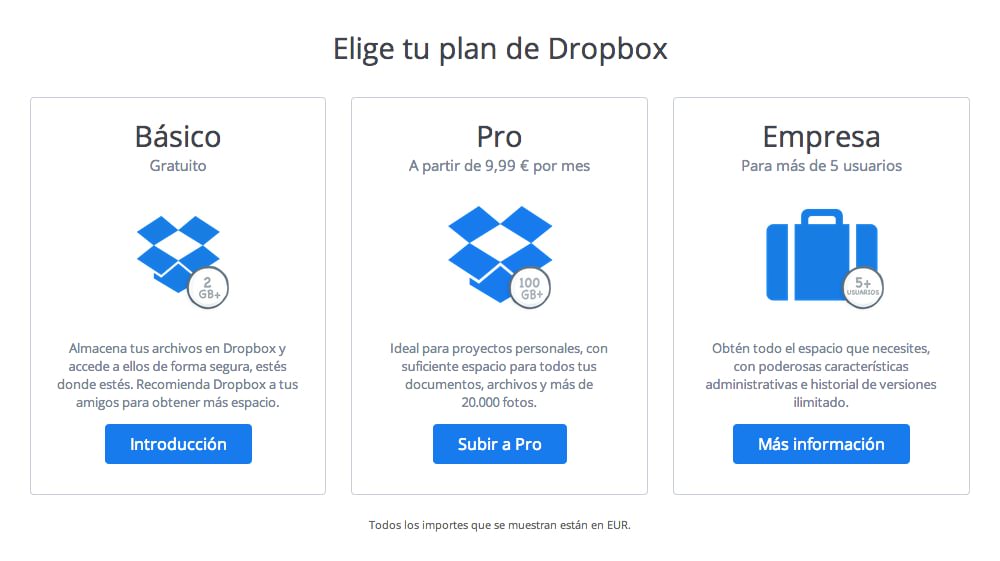 Elige tu plan de Dropbox
Básico
Gratuito
2
GB+
Almacena tus archivos en Dropbox y
accede a ellos de forma segura, estés
donde estés. Recomienda Dropbox a tus
amigos para obtener más espacio.
Introducción
Pro
A partir de 9,99 € por mes
100
GB+
Ideal para proyectos personales, con
suficiente espacio para todos tus
documentos, archivos y más de
20.000 fotos.
Subir a Pro
Empresa
Para más de 5 usuarios
5+
USUARIOS
Obtén todo el espacio que necesites,
con poderosas características
administrativas e historial de versiones
ilimitado.
Más información
Todos los importes que se muestran están en EUR.